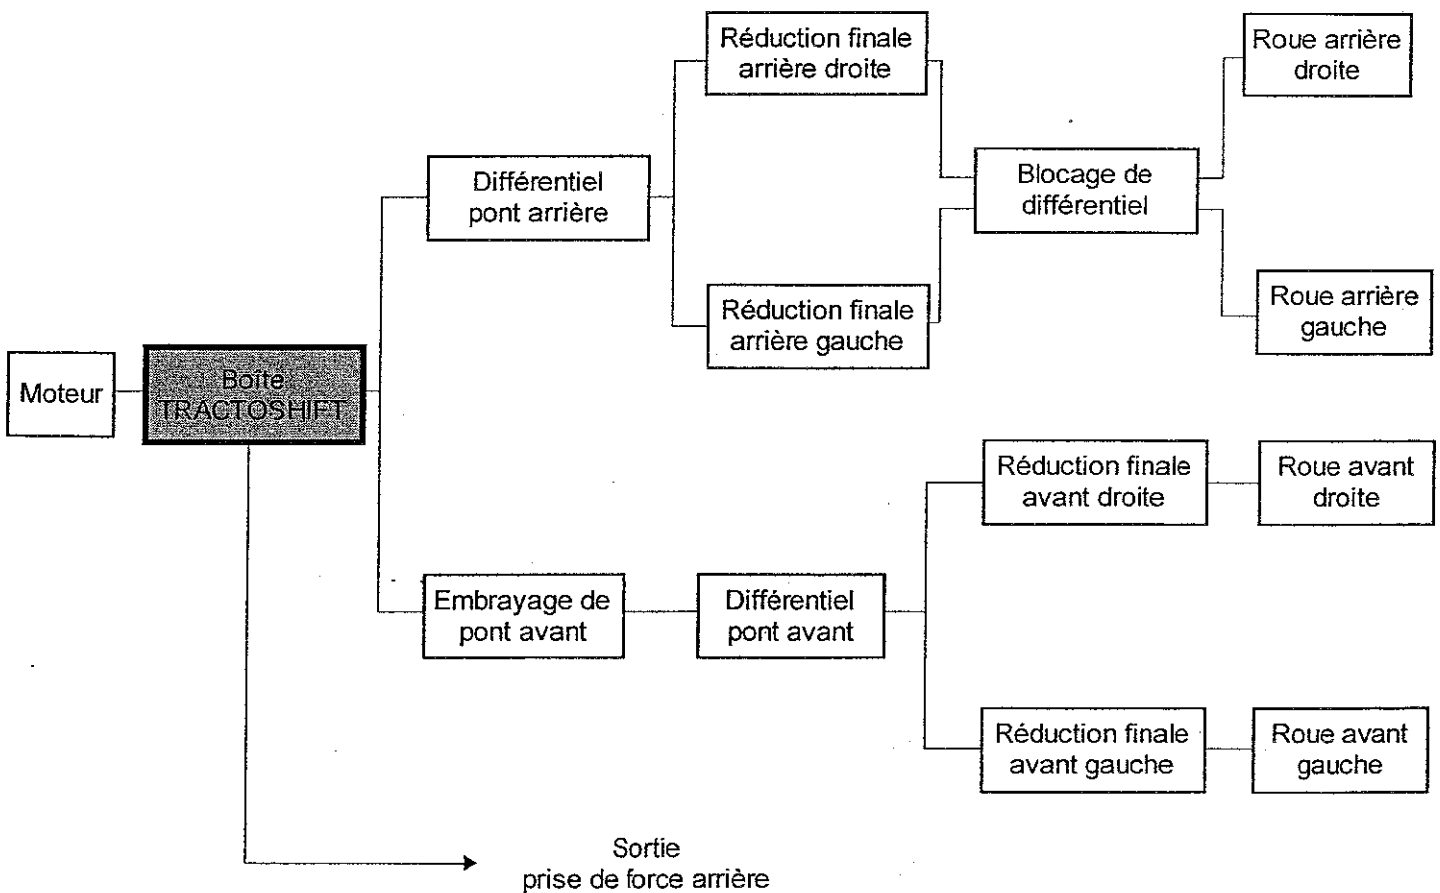 Réduction finale
arrière droite
Roue arrière
droite
Différentiel
pont arrière
Blocage de
différentiel
Réduction finale
arrière gauche
Roue arrière
gauche
Moteur
Boîte
TRACTOSHIFT
Réduction finale
avant droite
Roue avant
droite
Embrayage de
pont avant
Différentiel
pont avant
Réduction finale
avant gauche
Roue avant
gauche
Sortie
prise de force arrière